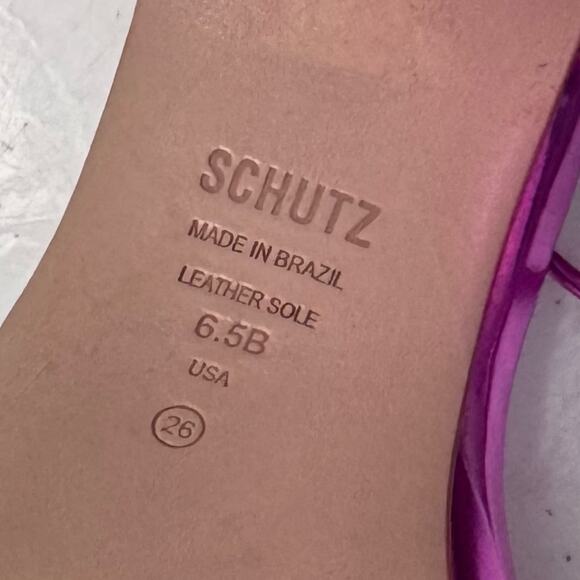 SCHUTZ
MADE IN BRAZIL
LEATHER SOLE
6.5B
USA
26